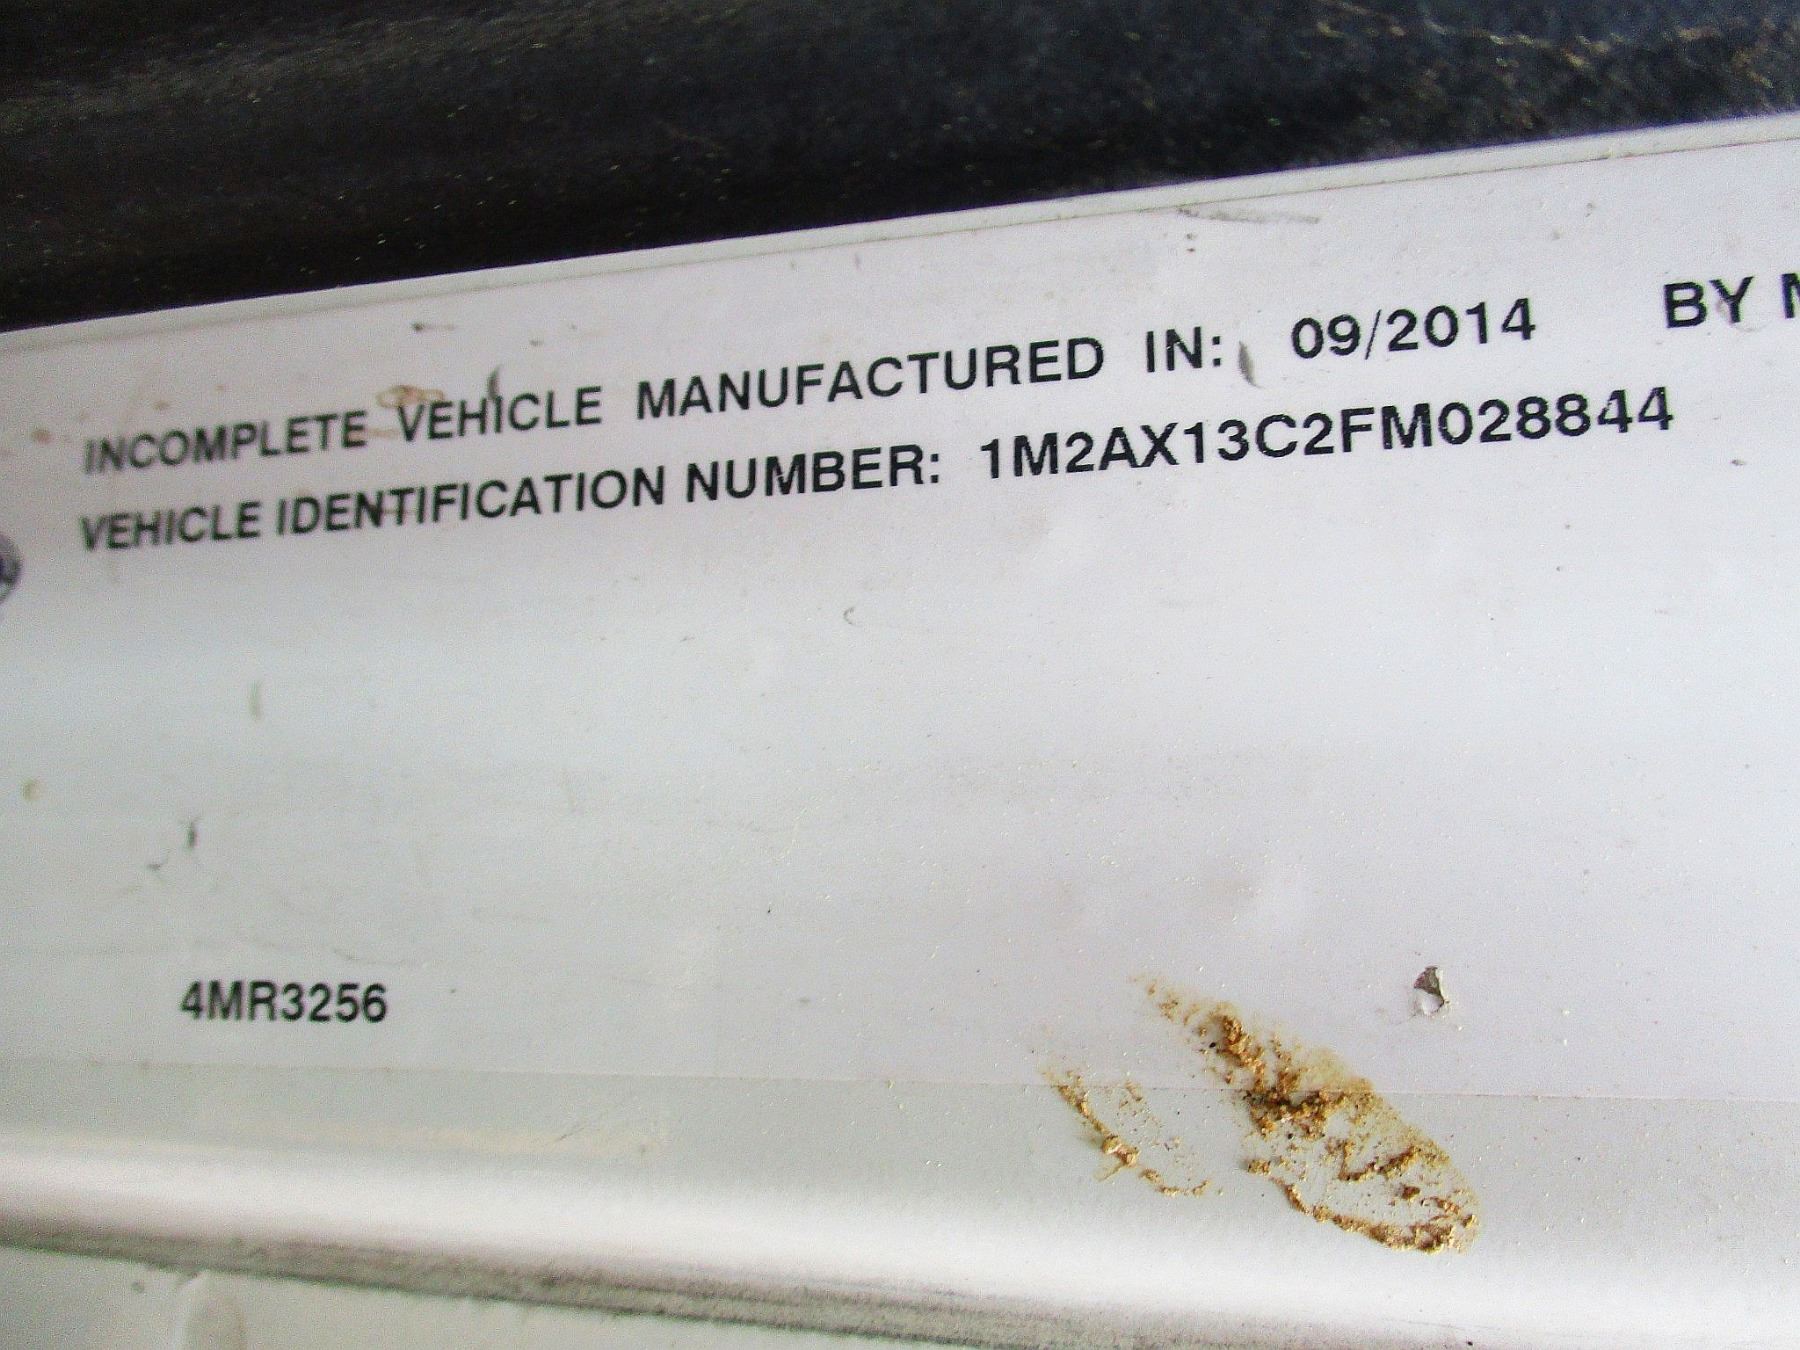 INCOMPLETE VEHICLE MANUFACTURED IN: 09/2014 BY
VEHICLE IDENTIFICATION NUMBER: 1M2AX13C2FM028844
4MR3256